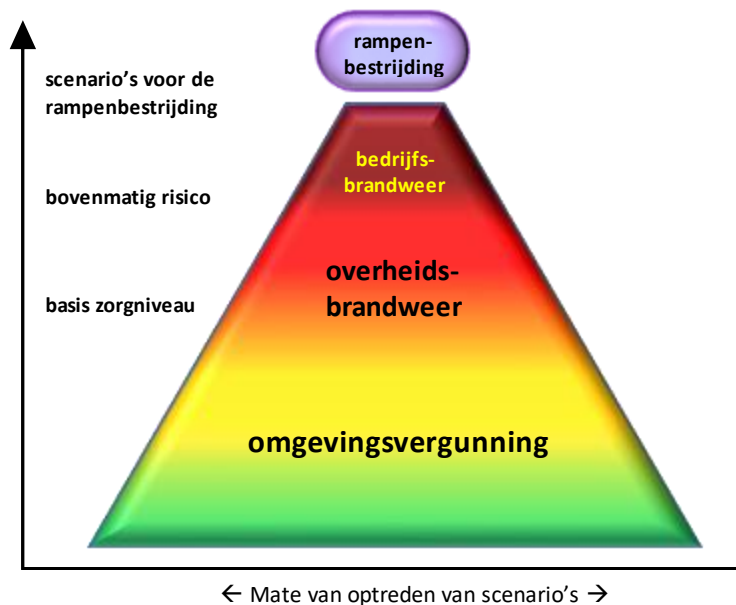 rampen-
bestrijding
scenario's voor de
rampenbestrijding
bedrijfs-
brandweer
bovenmatig risico
overheids-
brandweer
basis zorgniveau
omgevingsvergunning
← Mate van optreden van scenario's →